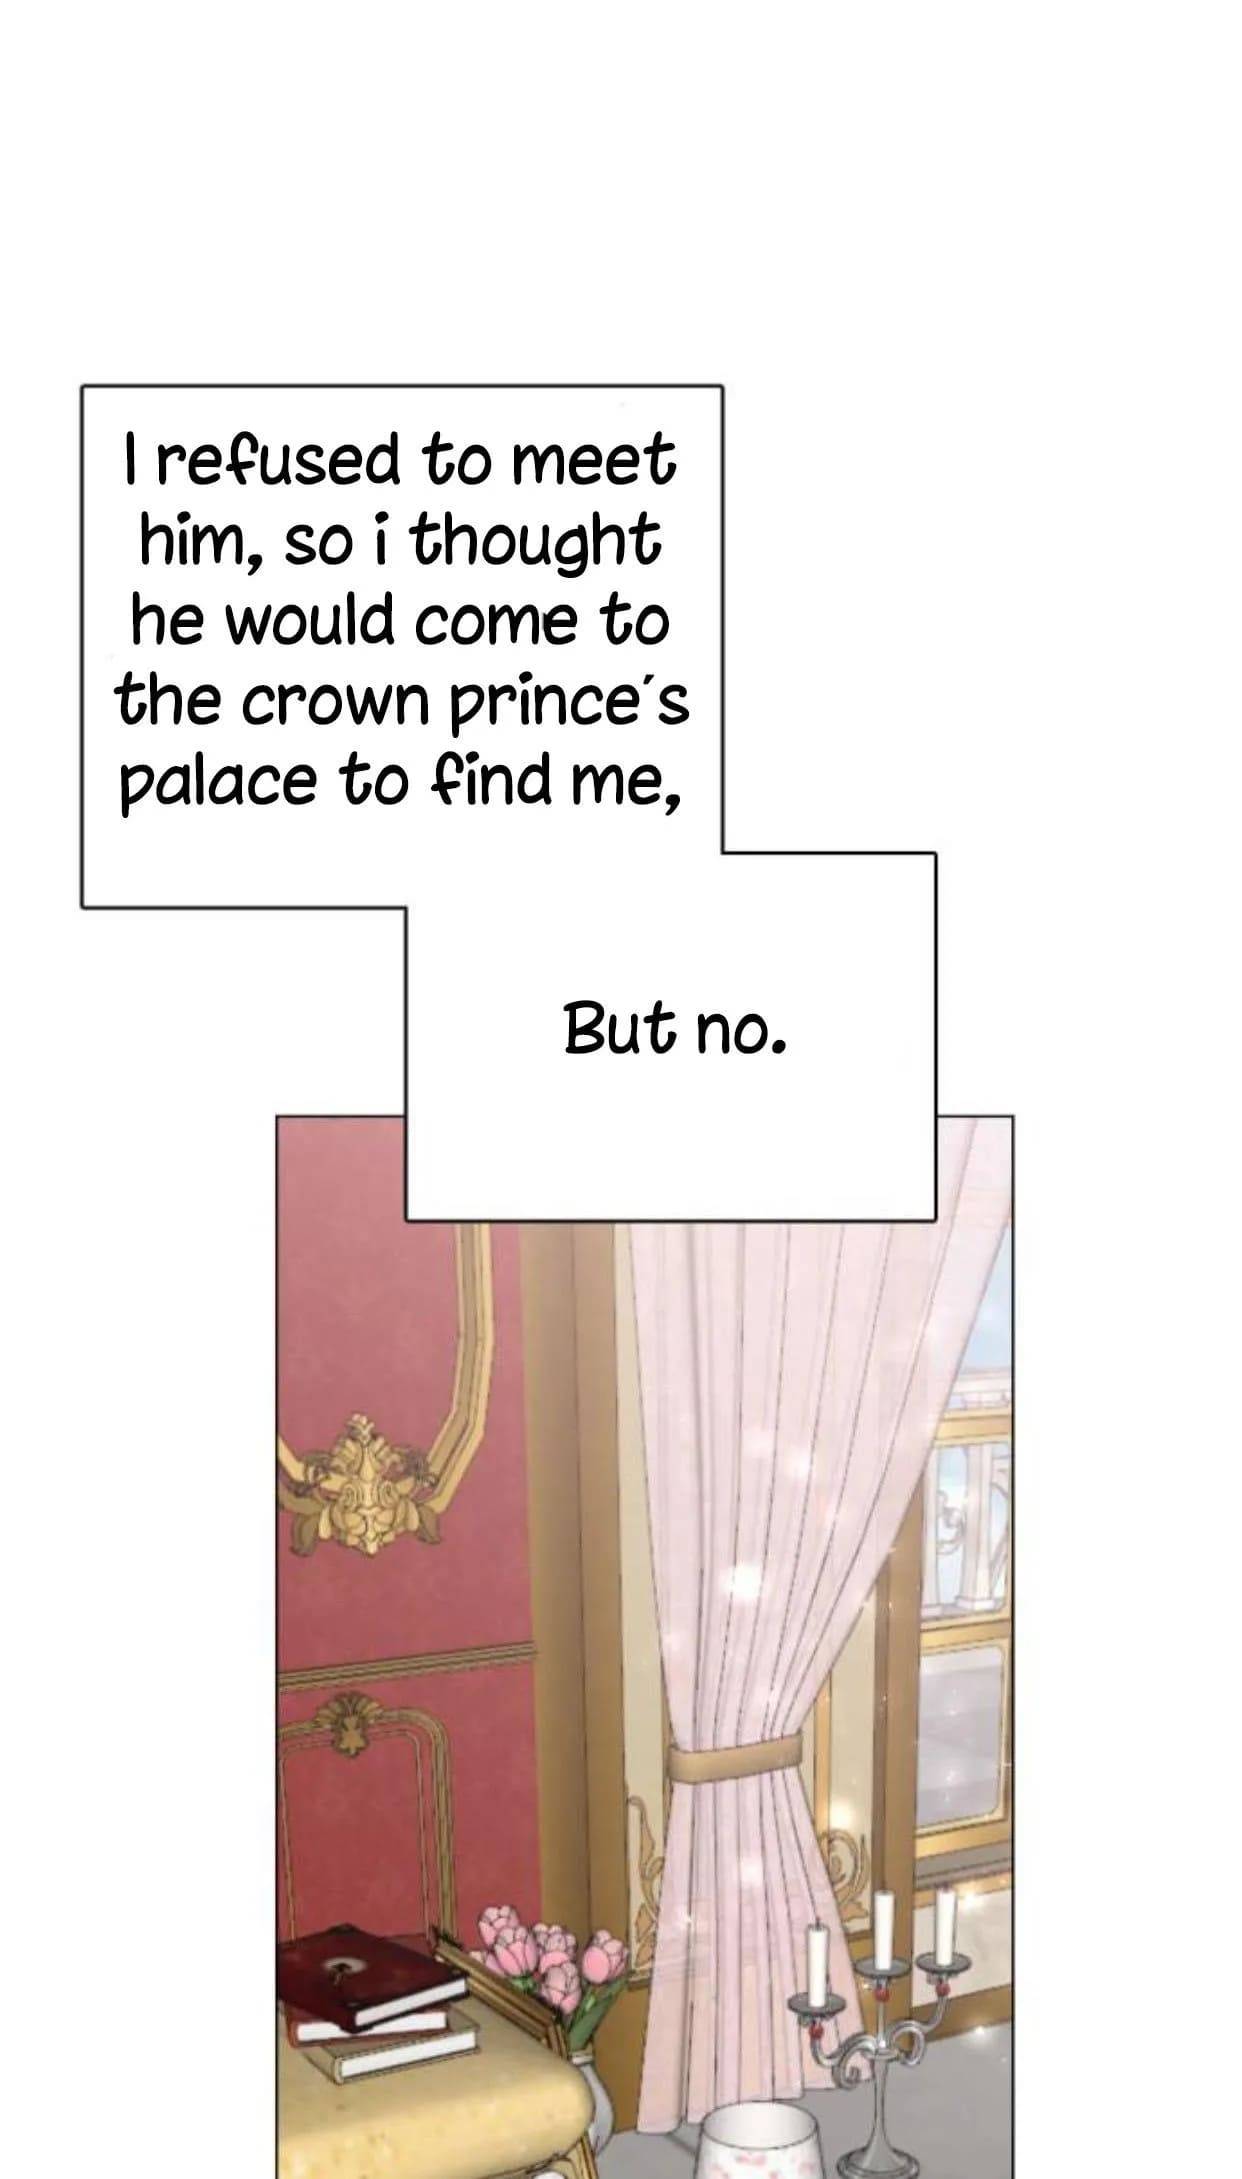 I refused to meet
him, so i thought
he would come to
the crown prince's
palace to find me,
But no.